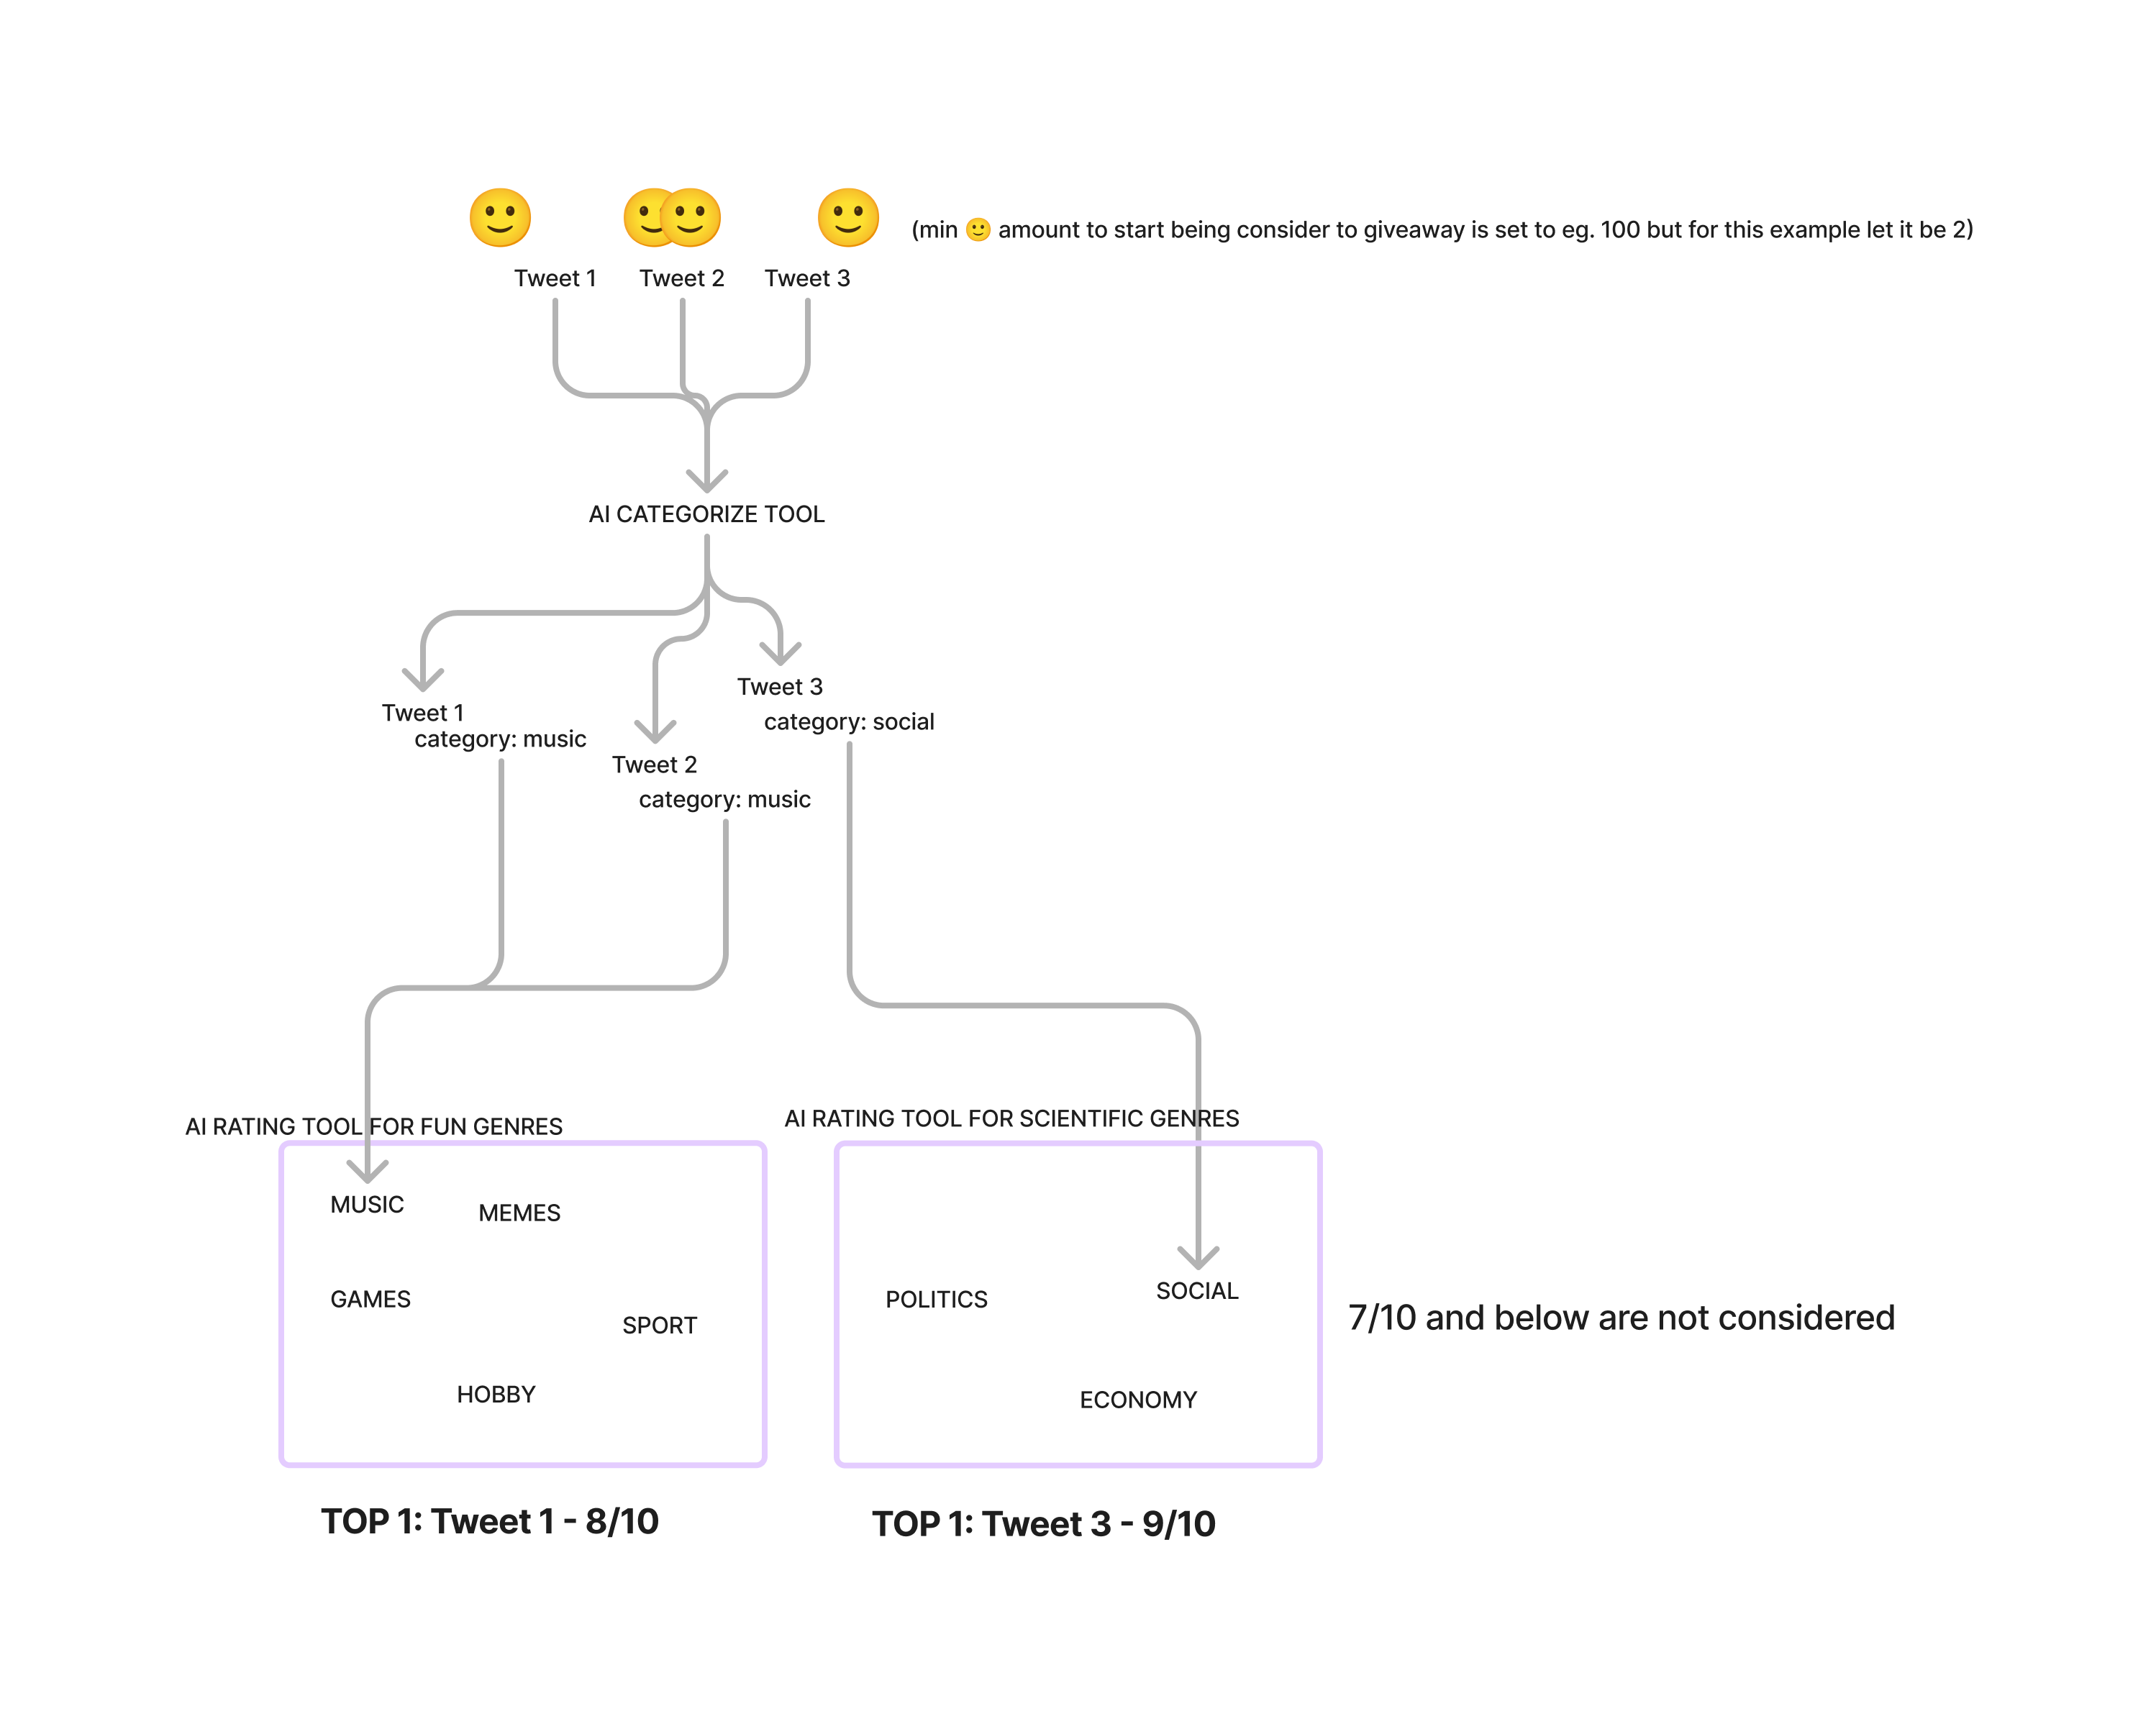 (min 🙂 amount to start being consider to giveaway is set to eg. 100 but for this example let it be 2)
Tweet 1
Tweet 2
Tweet 3
AI CATEGORIZE TOOL
Tweet 3
category: social
Tweet 1
category: music
Tweet 2
category: music
AI RATING TOOL FOR FUN GENRES
MUSIC
MEMES
GAMES
SPORT
HOBBY
TOP 1: Tweet 1 - 8/10
AI RATING TOOL FOR SCIENTIFIC GENRES
POLITICS
SOCIAL
ECONOMY
TOP 1: Tweet 3 - 9/10
7/10 and below are not considered